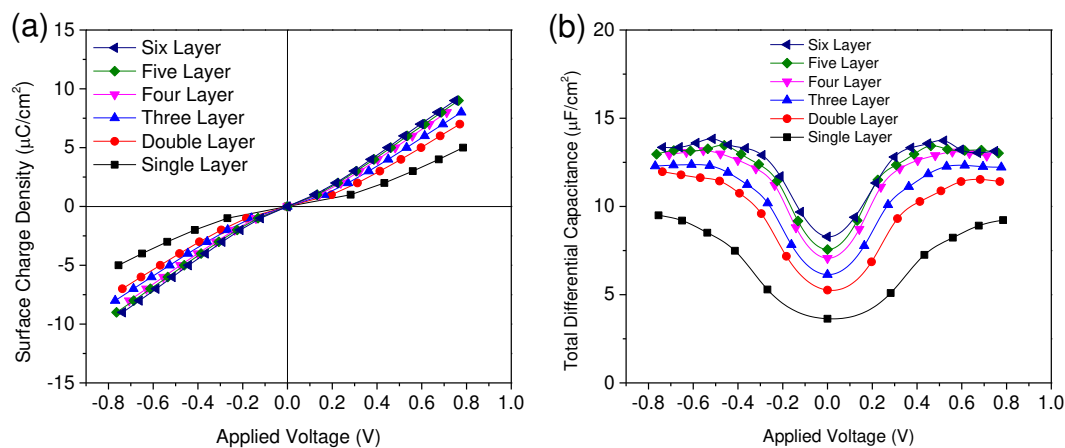 (a)
Surface Charge Density (μC/cm²)
15
10
5
0
-5
-10
-15
Six Layer
Five Layer
Four Layer
Three Layer
Double Layer
Single Layer
-0.8 -0.6 -0.4 -0.2 0.0 0.2 0.4 0.6 0.8 1.0
Applied Voltage (V)
(b)
Total Differential Capacitance (μF/cm²)
20
15
10
5
0
Six Layer
Five Layer
Four Layer
Three Layer
Double Layer
Single Layer
-0.8 -0.6 -0.4 -0.2 0.0 0.2 0.4 0.6 0.8 1.0
Applied Voltage (V)